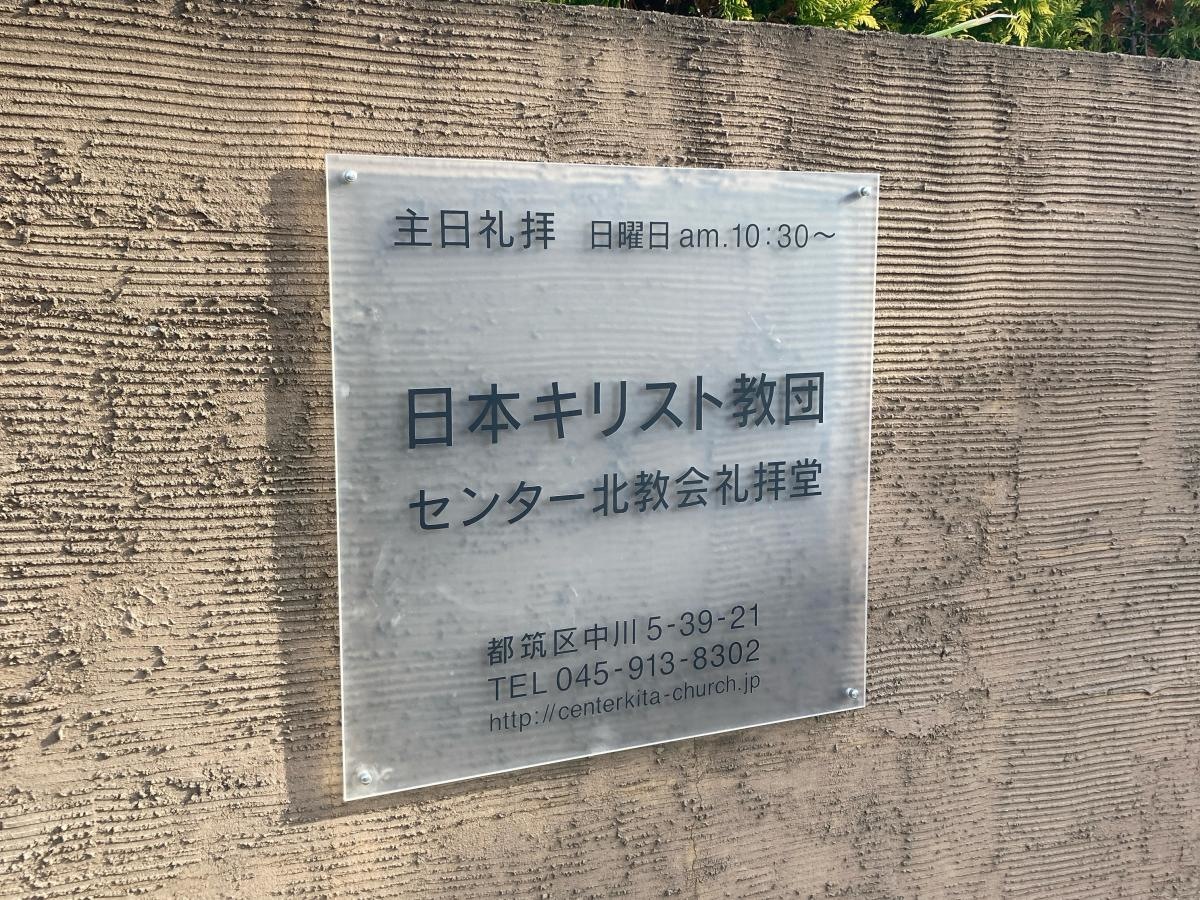 主日礼拝 日曜日 am.10:30〜
日本キリスト教団
センター北教会礼拝堂
都筑区中川 5-39-21
TEL 045-913-8302
http://centerkita-church.jp